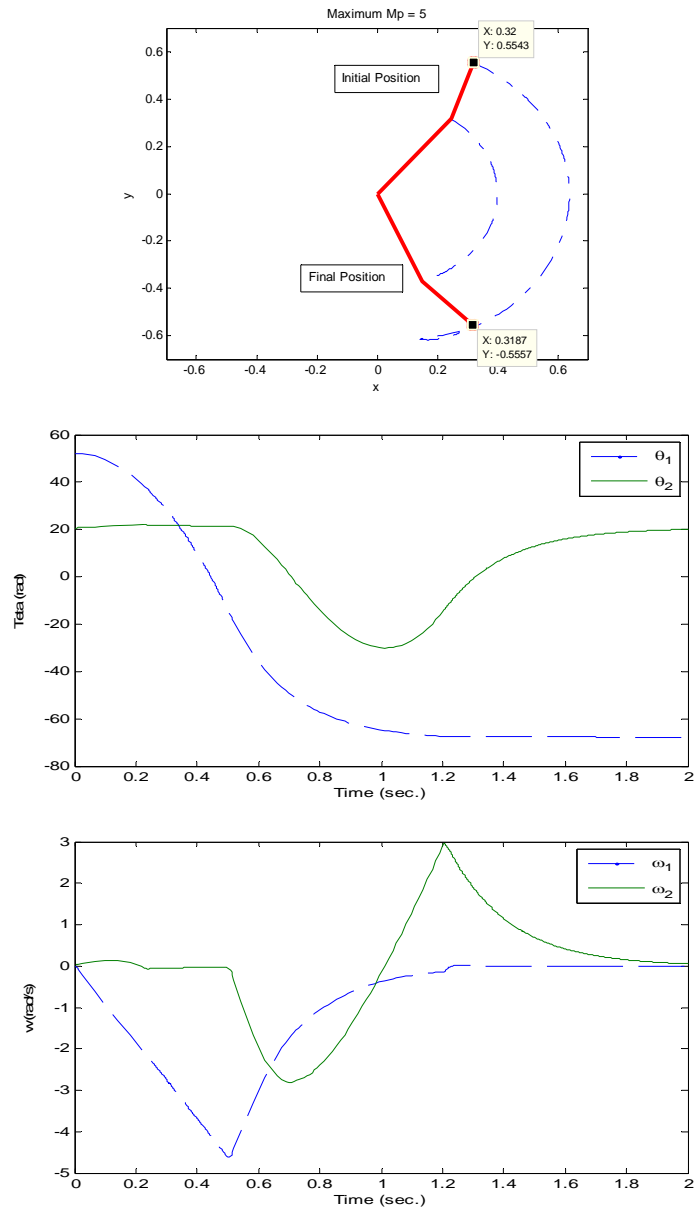 Maximum Mp = 5
X: 0.32
Y: 0.5543
Initial Position
Final Position
X: 0.3187
Y: -0.5557
0.6
0.4
0.2
0
-0.2
-0.4
-0.6
y
-0.6 -0.4 -0.2 0 0.2 0.4 0.6
x
60
40
20
0
-20
-40
-60
-80
Teta (rad)
θ1
θ2
0 0.2 0.4 0.6 0.8 1 1.2 1.4 1.6 1.8 2
Time (sec.)
3
2
1
0
-1
-2
-3
-4
-5
w(rad/s)
ω1
ω2
0 0.2 0.4 0.6 0.8 1 1.2 1.4 1.6 1.8 2
Time (sec.)